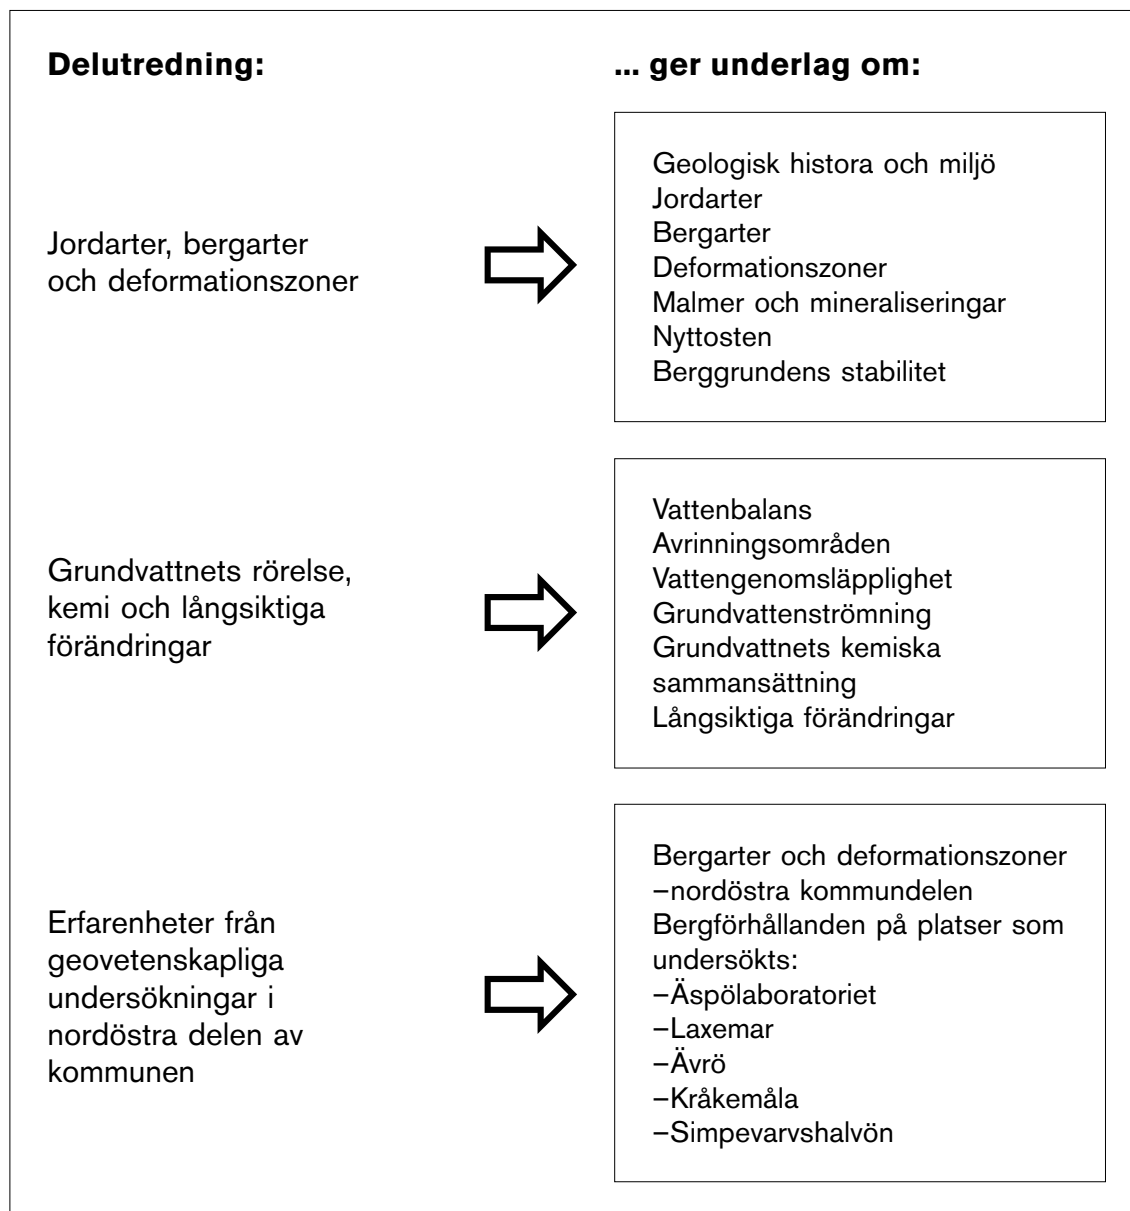 Delutredning:
... ger underlag om:
Jordarter, bergarter
och deformationszoner
Geologisk histora och miljö
Jordarter
Bergarter
Deformationszoner
Malmer och mineraliseringar
Nyttosten
Berggrundens stabilitet
Grundvattnets rörelse,
kemi och långsiktiga
förändringar
Vattenbalans
Avrinningsområden
Vattengenomsläpplighet
Grundvattenströmning
Grundvattnets kemiska
sammansättning
Långsiktiga förändringar
Erfarenheter från
geovetenskapliga
undersökningar i
nordöstra delen av
kommunen
Bergarter och deformationszoner
–nordöstra kommundelen
Bergförhållanden på platser som
undersökts:
–Äspölaboratoriet
–Laxemar
–Ävrö
–Kråkemåla
–Simpevarvshalvön